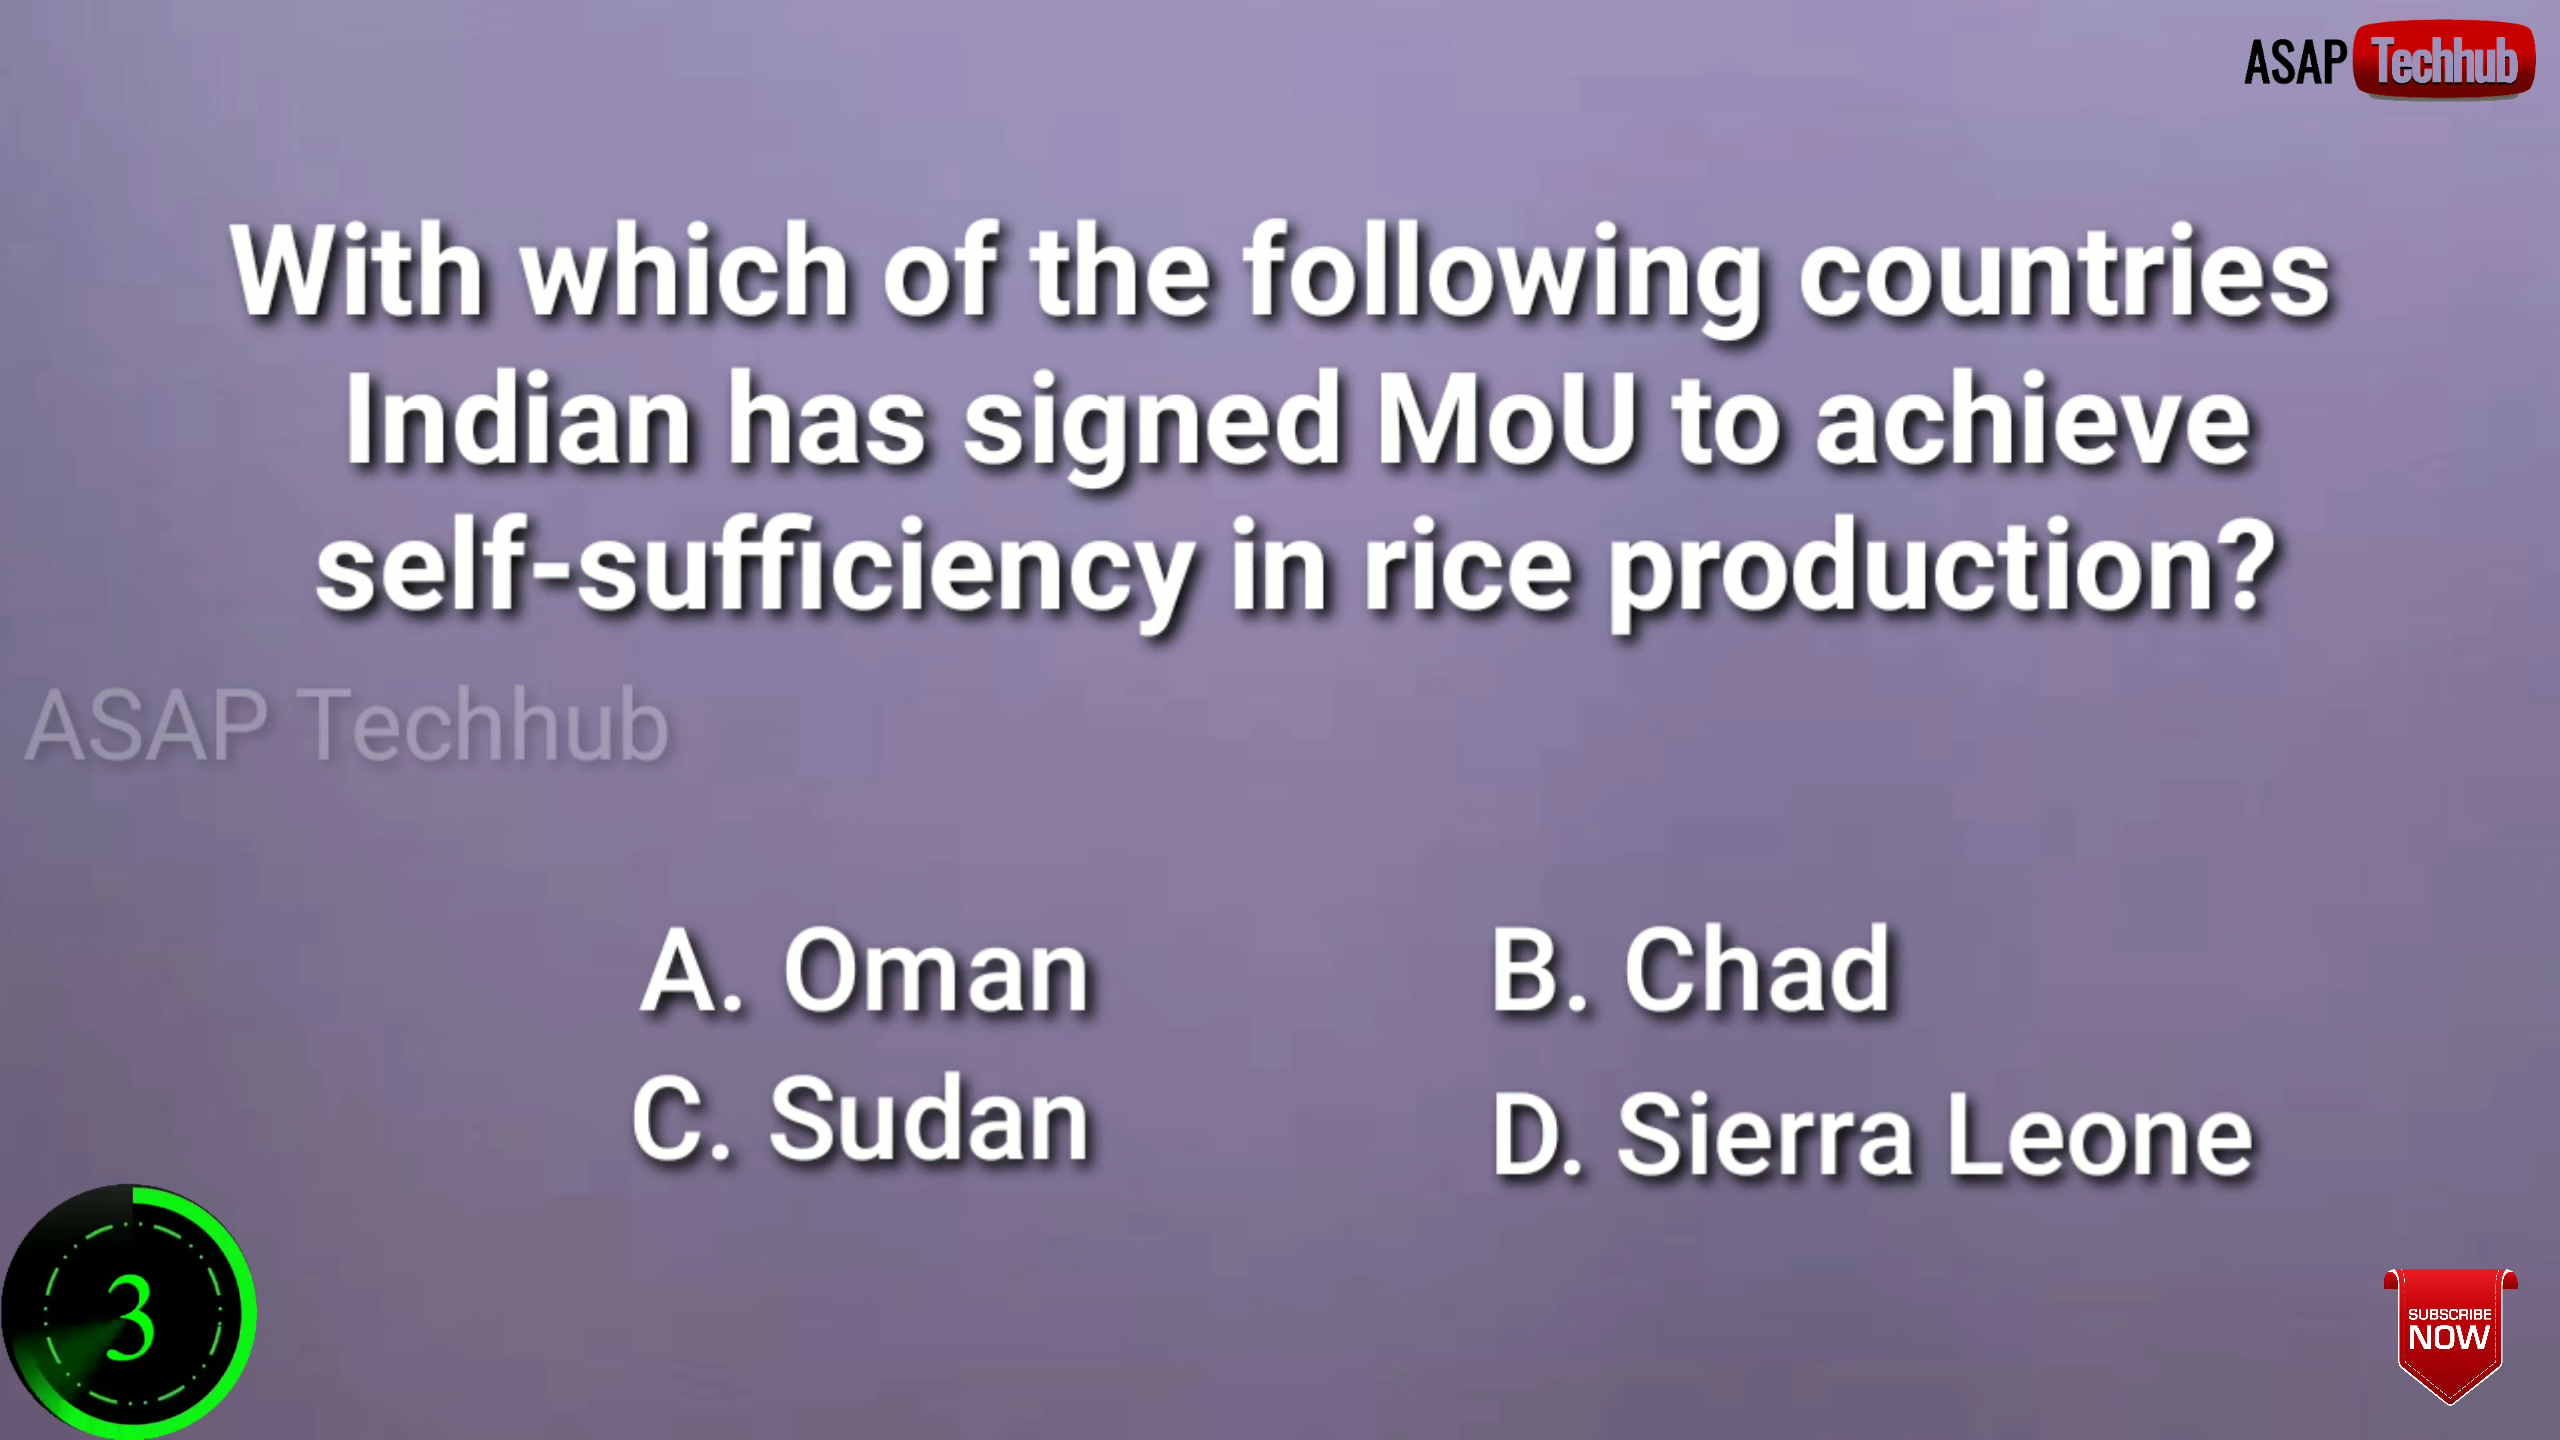 ASAP Techhub
With which of the following countries
Indian has signed MoU to achieve
self-sufficiency in rice production?
ASAP Techhub
A. Oman
B. Chad
C. Sudan
D. Sierra Leone
3
SUBSCRIBE
NOW